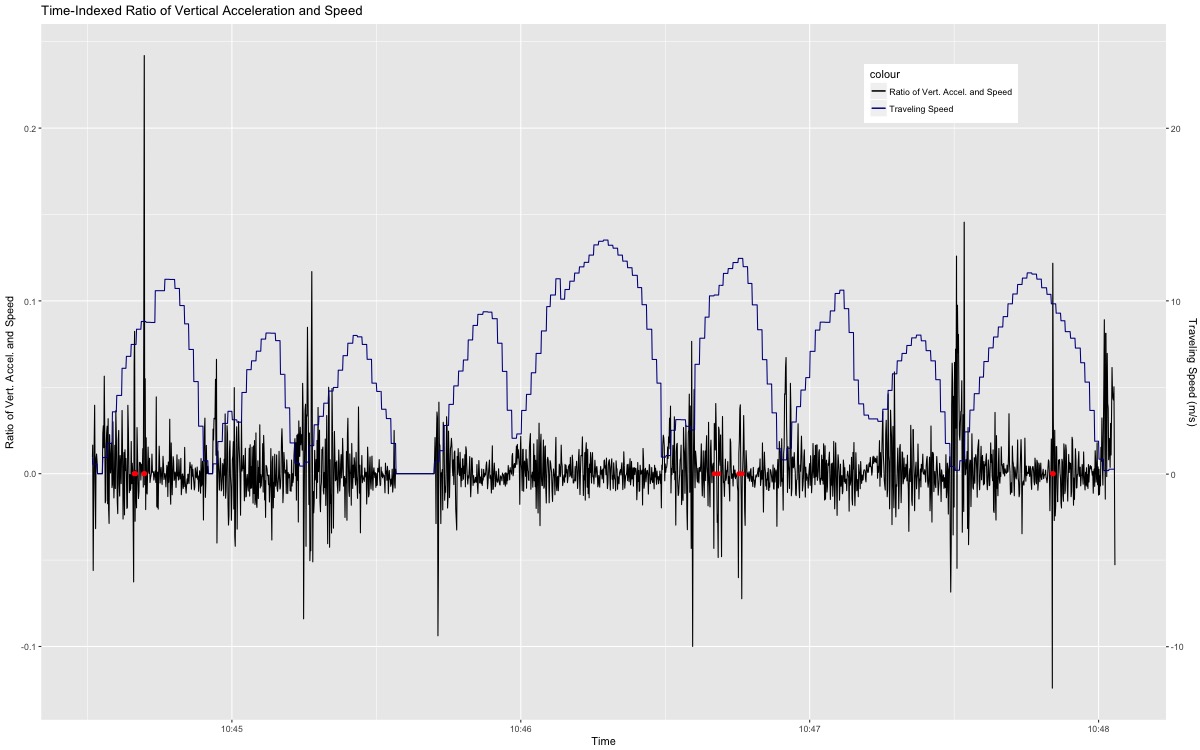 Time-Indexed Ratio of Vertical Acceleration and Speed
colour
Ratio of Vert. Accel. and Speed
Traveling Speed
0.2
0.1
0.0
-0.1
Ratio of Vert. Accel. and Speed
20
10
0
-10
Traveling Speed (m/s)
10:45
10:46
10:47
10:48
Time